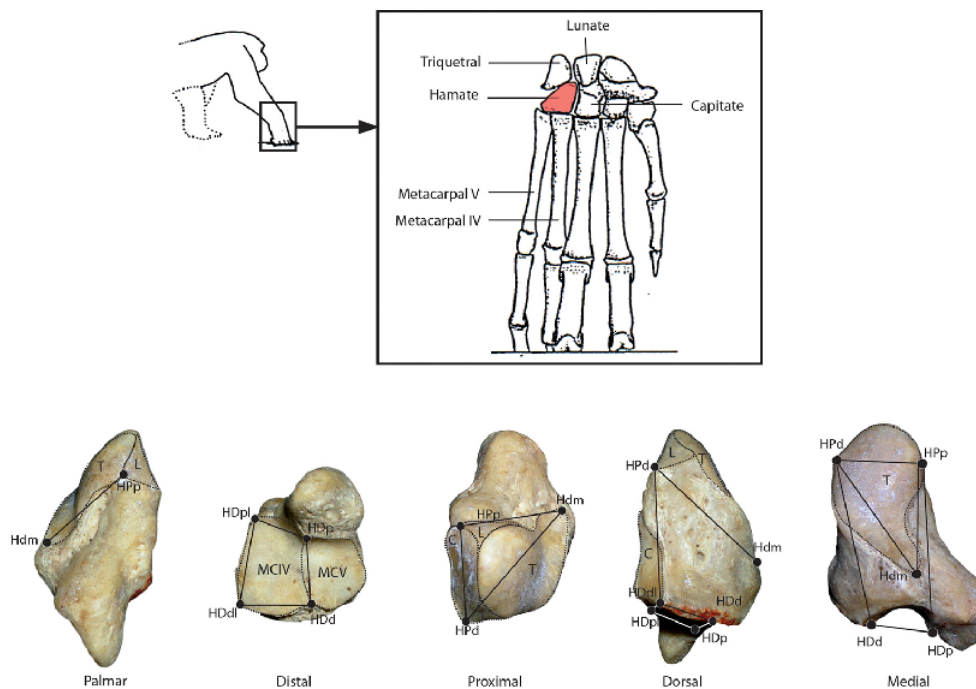 Lunate
Triquetral
Hamate
Capitate
Metacarpal V
Metacarpal IV
T
L
HPp
Hdm
Palmar
HDpl
HDp
MCIV
MCV
HDdl
HDd
Distal
Hdm
HPp
C
L
T
HPd
Proximal
L
T
HPd
C
Hdm
HDdl
HDd
HDpl
HDp
Dorsal
HPd
HPp
T
Hdm
HDd
HDp
Medial